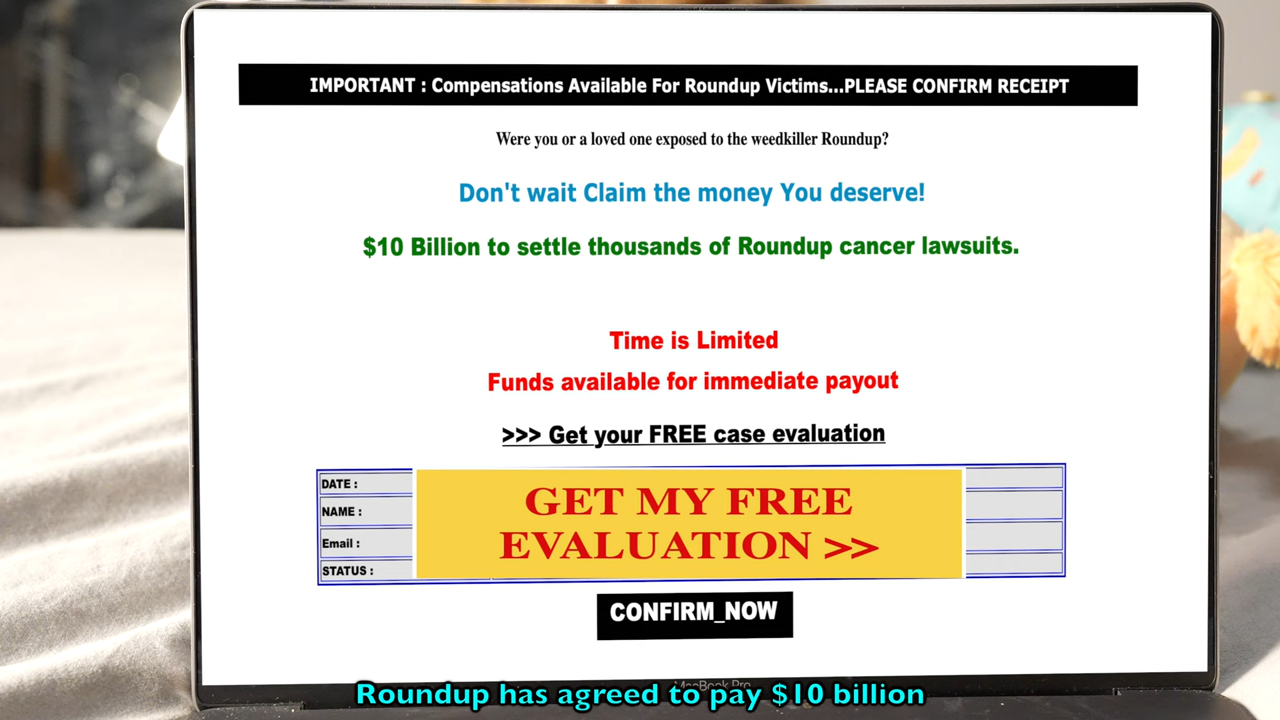 IMPORTANT : Compensations Available For Roundup Victims...PLEASE CONFIRM RECEIPT
Were you or a loved one exposed to the weedkiller Roundup?
Don't wait Claim the money You deserve!
$10 Billion to settle thousands of Roundup cancer lawsuits.
Time is Limited
Funds available for immediate payout
>>> Get your FREE case evaluation
DATE :
NAME :
Email :
STATUS :
GET MY FREE
EVALUATION >>
CONFIRM_NOW
MacBook Pro
Roundup has agreed to pay $10 billion